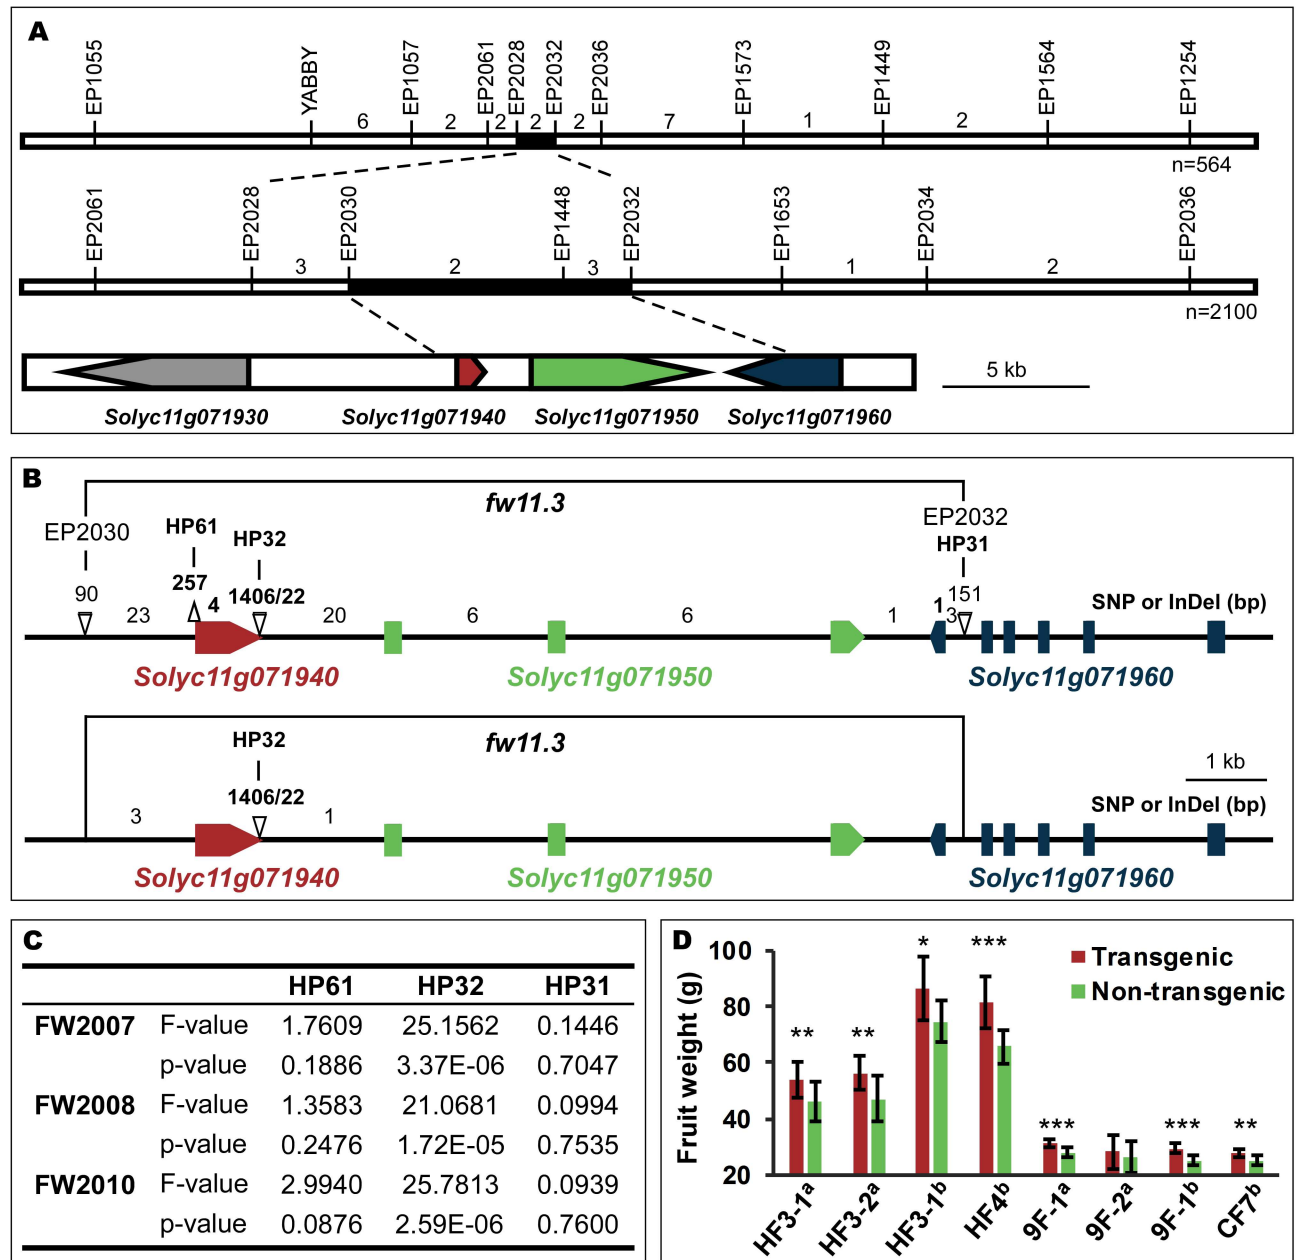 A
EP1055 YABBY EP1057 EP2061 EP2028 EP2032 EP2036 EP1573 EP1449 EP1564 EP1254
6 2 2 2 2 7 1 2
n=564
EP2061 EP2028 EP2030 EP1448 EP2032 EP1653 EP2034 EP2036
3 2 3 1 2
n=2100
5 kb
Solyc11g071930 Solyc11g071940 Solyc11g071950 Solyc11g071960
B
fw11.3
EP2030 HP61 HP32 EP2032
HP31
90 257 1406/22 151
23 4 20 6 6 1 1 3 SNP or InDel (bp)
Solyc11g071940 Solyc11g071950 Solyc11g071960
fw11.3
HP32
1 kb
1406/22 SNP or InDel (bp)
3 1
Solyc11g071940 Solyc11g071950 Solyc11g071960
C
HP61 HP32 HP31
FW2007 F-value 1.7609 25.1562 0.1446
p-value 0.1886 3.37E-06 0.7047
FW2008 F-value 1.3583 21.0681 0.0994
p-value 0.2476 1.72E-05 0.7535
FW2010 F-value 2.9940 25.7813 0.0939
p-value 0.0876 2.59E-06 0.7600
D
Fruit weight (g)
100
80
60
40
20
** ** * *** *** *** **
Transgenic
Non-transgenic
HF3-1a HF3-2a HF3-1b HF4b 9F-1a 9F-2a 9F-1b CF7b